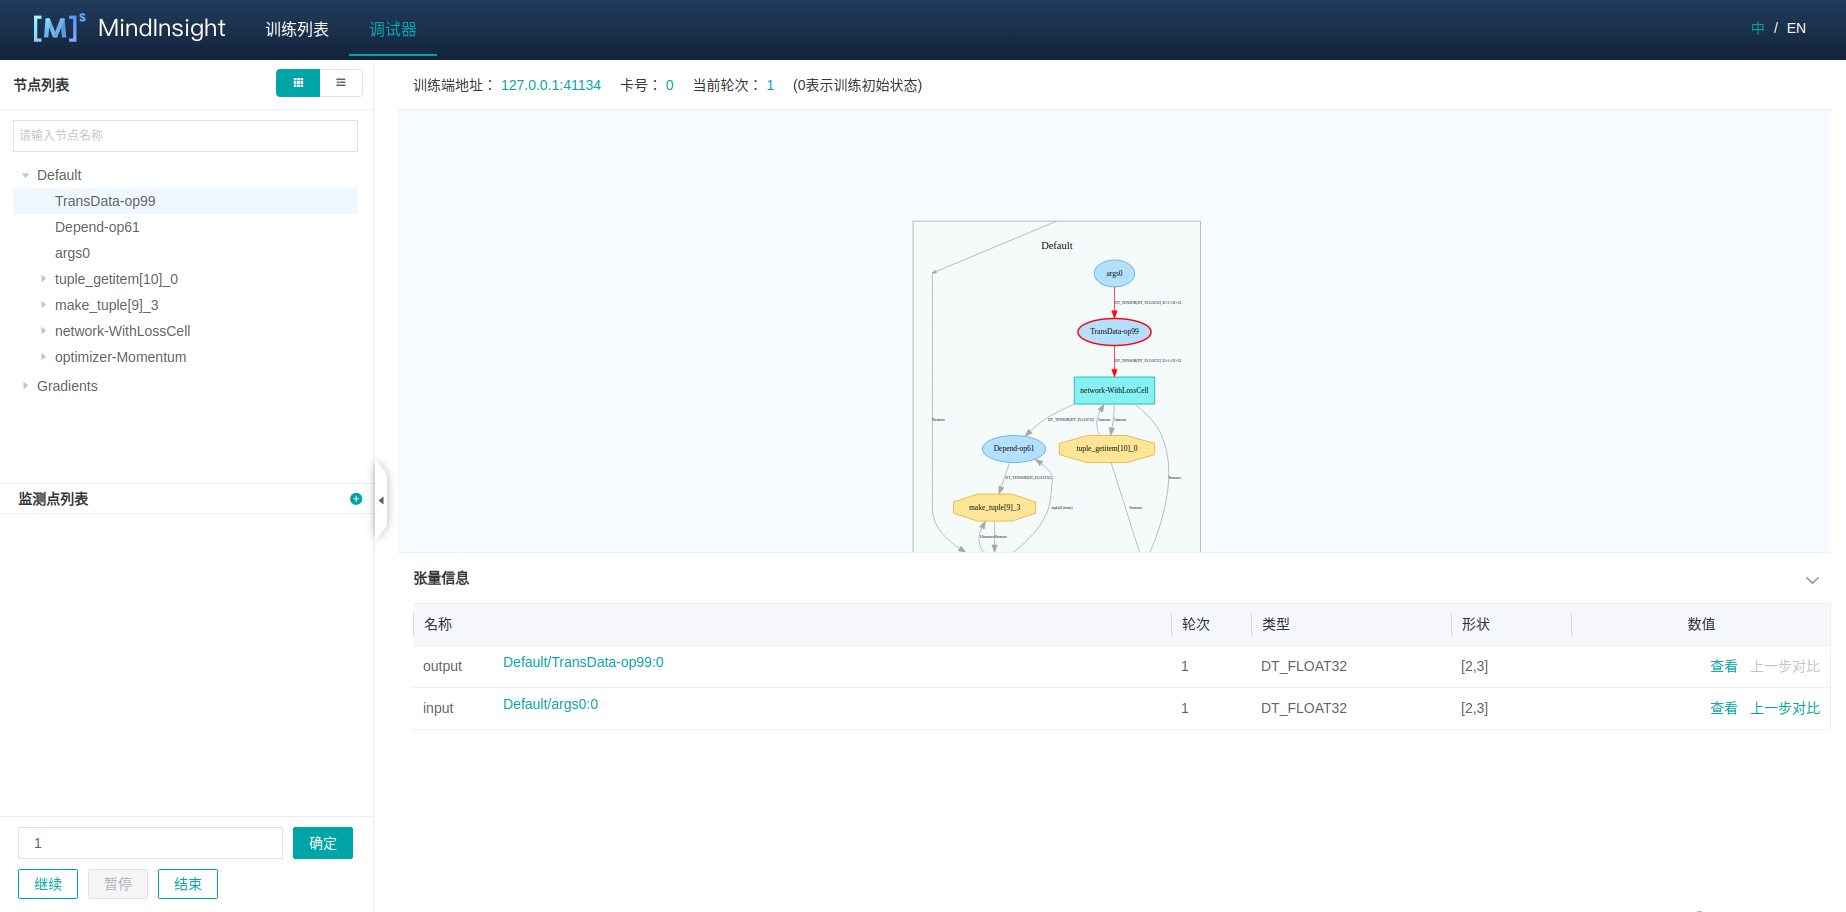 [M]s MindInsight 训练列表 调试器 中 / EN
节点列表
训练端地址： 127.0.0.1:41134 卡号： 0 当前轮次： 1 (0表示训练初始状态)
请输入节点名称
Default
TransData-op99
Depend-op61
args0
tuple_getitem[10]_0
make_tuple[9]_3
network-WithLossCell
optimizer-Momentum
Gradients
监测点列表
1 确定
继续 暂停 结束
Default
args0
TransData-op99
network-WithLossCell
Depend-op61
tuple_getitem[10]_0
make_tuple[9]_3
张量信息
名称 轮次 类型 形状 数值
output Default/TransData-op99:0 1 DT_FLOAT32 [2,3] 查看 上一步对比
input Default/args0:0 1 DT_FLOAT32 [2,3] 查看 上一步对比